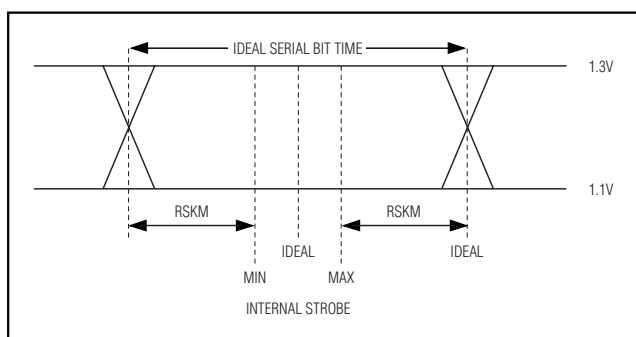 IDEAL SERIAL BIT TIME
1.3V
1.1V
RSKM
RSKM
IDEAL
IDEAL
MIN
MAX
INTERNAL STROBE